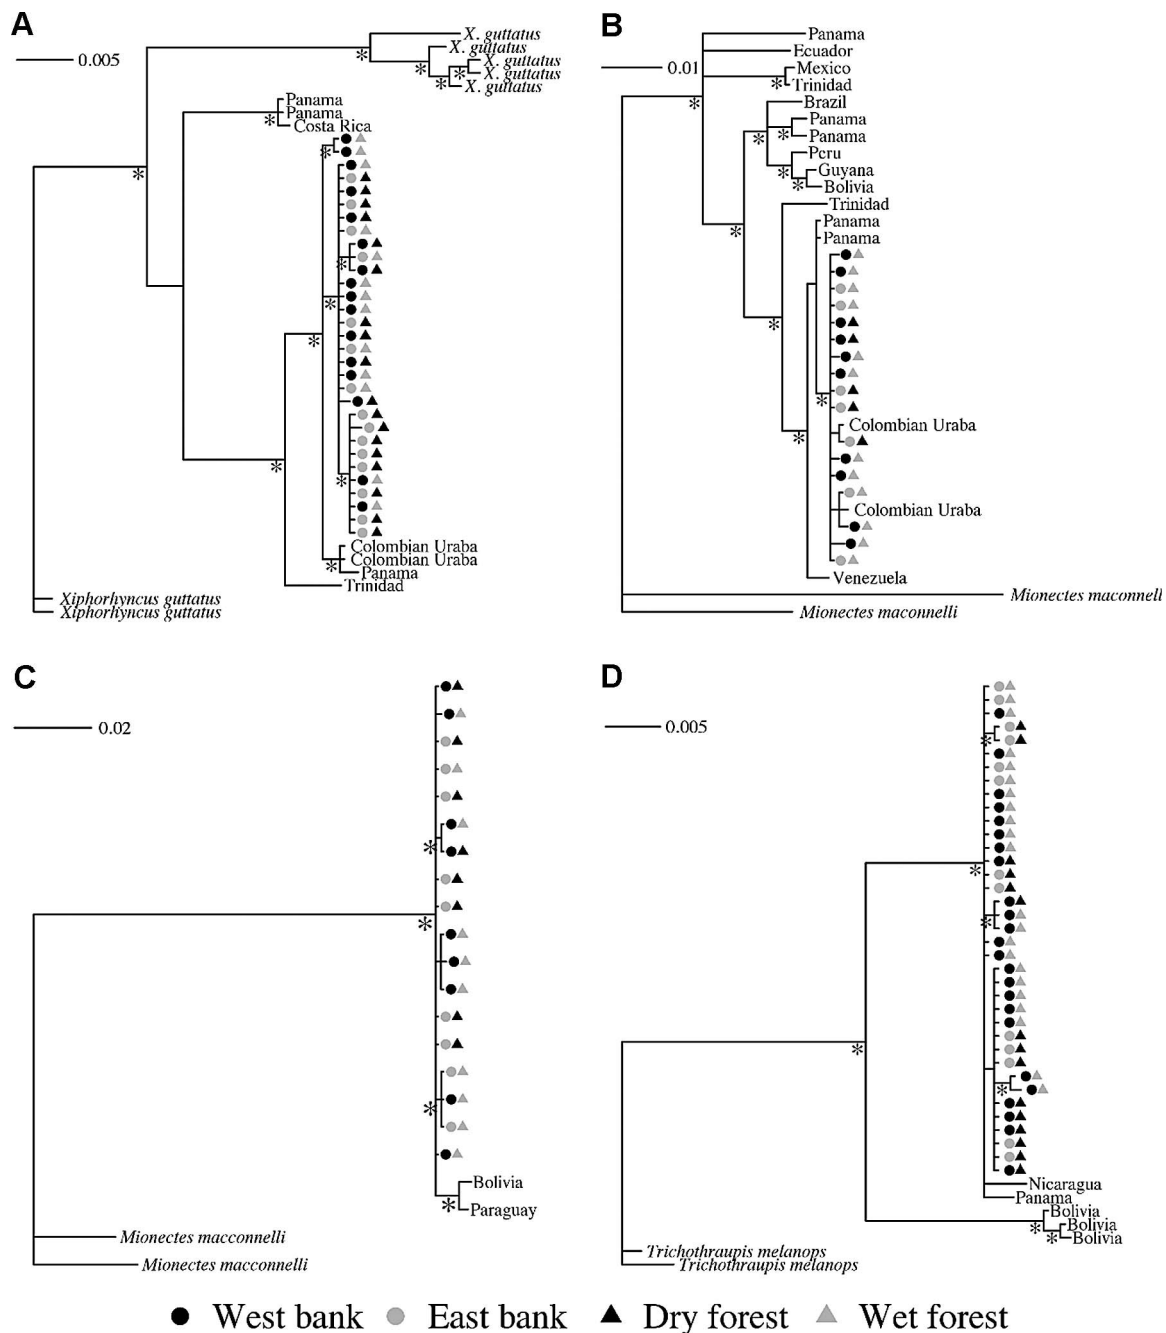 A
0.005
X. guttatus
X. guttatus
X. guttatus
X. guttatus
X. guttatus
Panama
Panama
Costa Rica
*
*
*
*
*
*
*
*
*
*
*
*
*
Colombian Uraba
Colombian Uraba
Panama
Trinidad
Xiphorhyncus guttatus
Xiphorhyncus guttatus
B
0.01
Panama
Ecuador
Mexico
Trinidad
Brazil
Panama
Panama
Peru
Guyana
Bolivia
Trinidad
Panama
Panama
*
*
*
*
*
*
*
*
*
*
Colombian Uraba
Colombian Uraba
Venezuela
Mionectes maconnell
Mionectes maconnelli
C
0.02
*
*
*
*
Bolivia
Paraguay
Mionectes macconnelli
Mionectes macconnelli
D
0.005
*
*
*
*
*
*
*
Nicaragua
Panama
Bolivia
Bolivia
Bolivia
Trichothraupis melanops
Trichothraupis melanops
West bank East bank Dry forest Wet forest